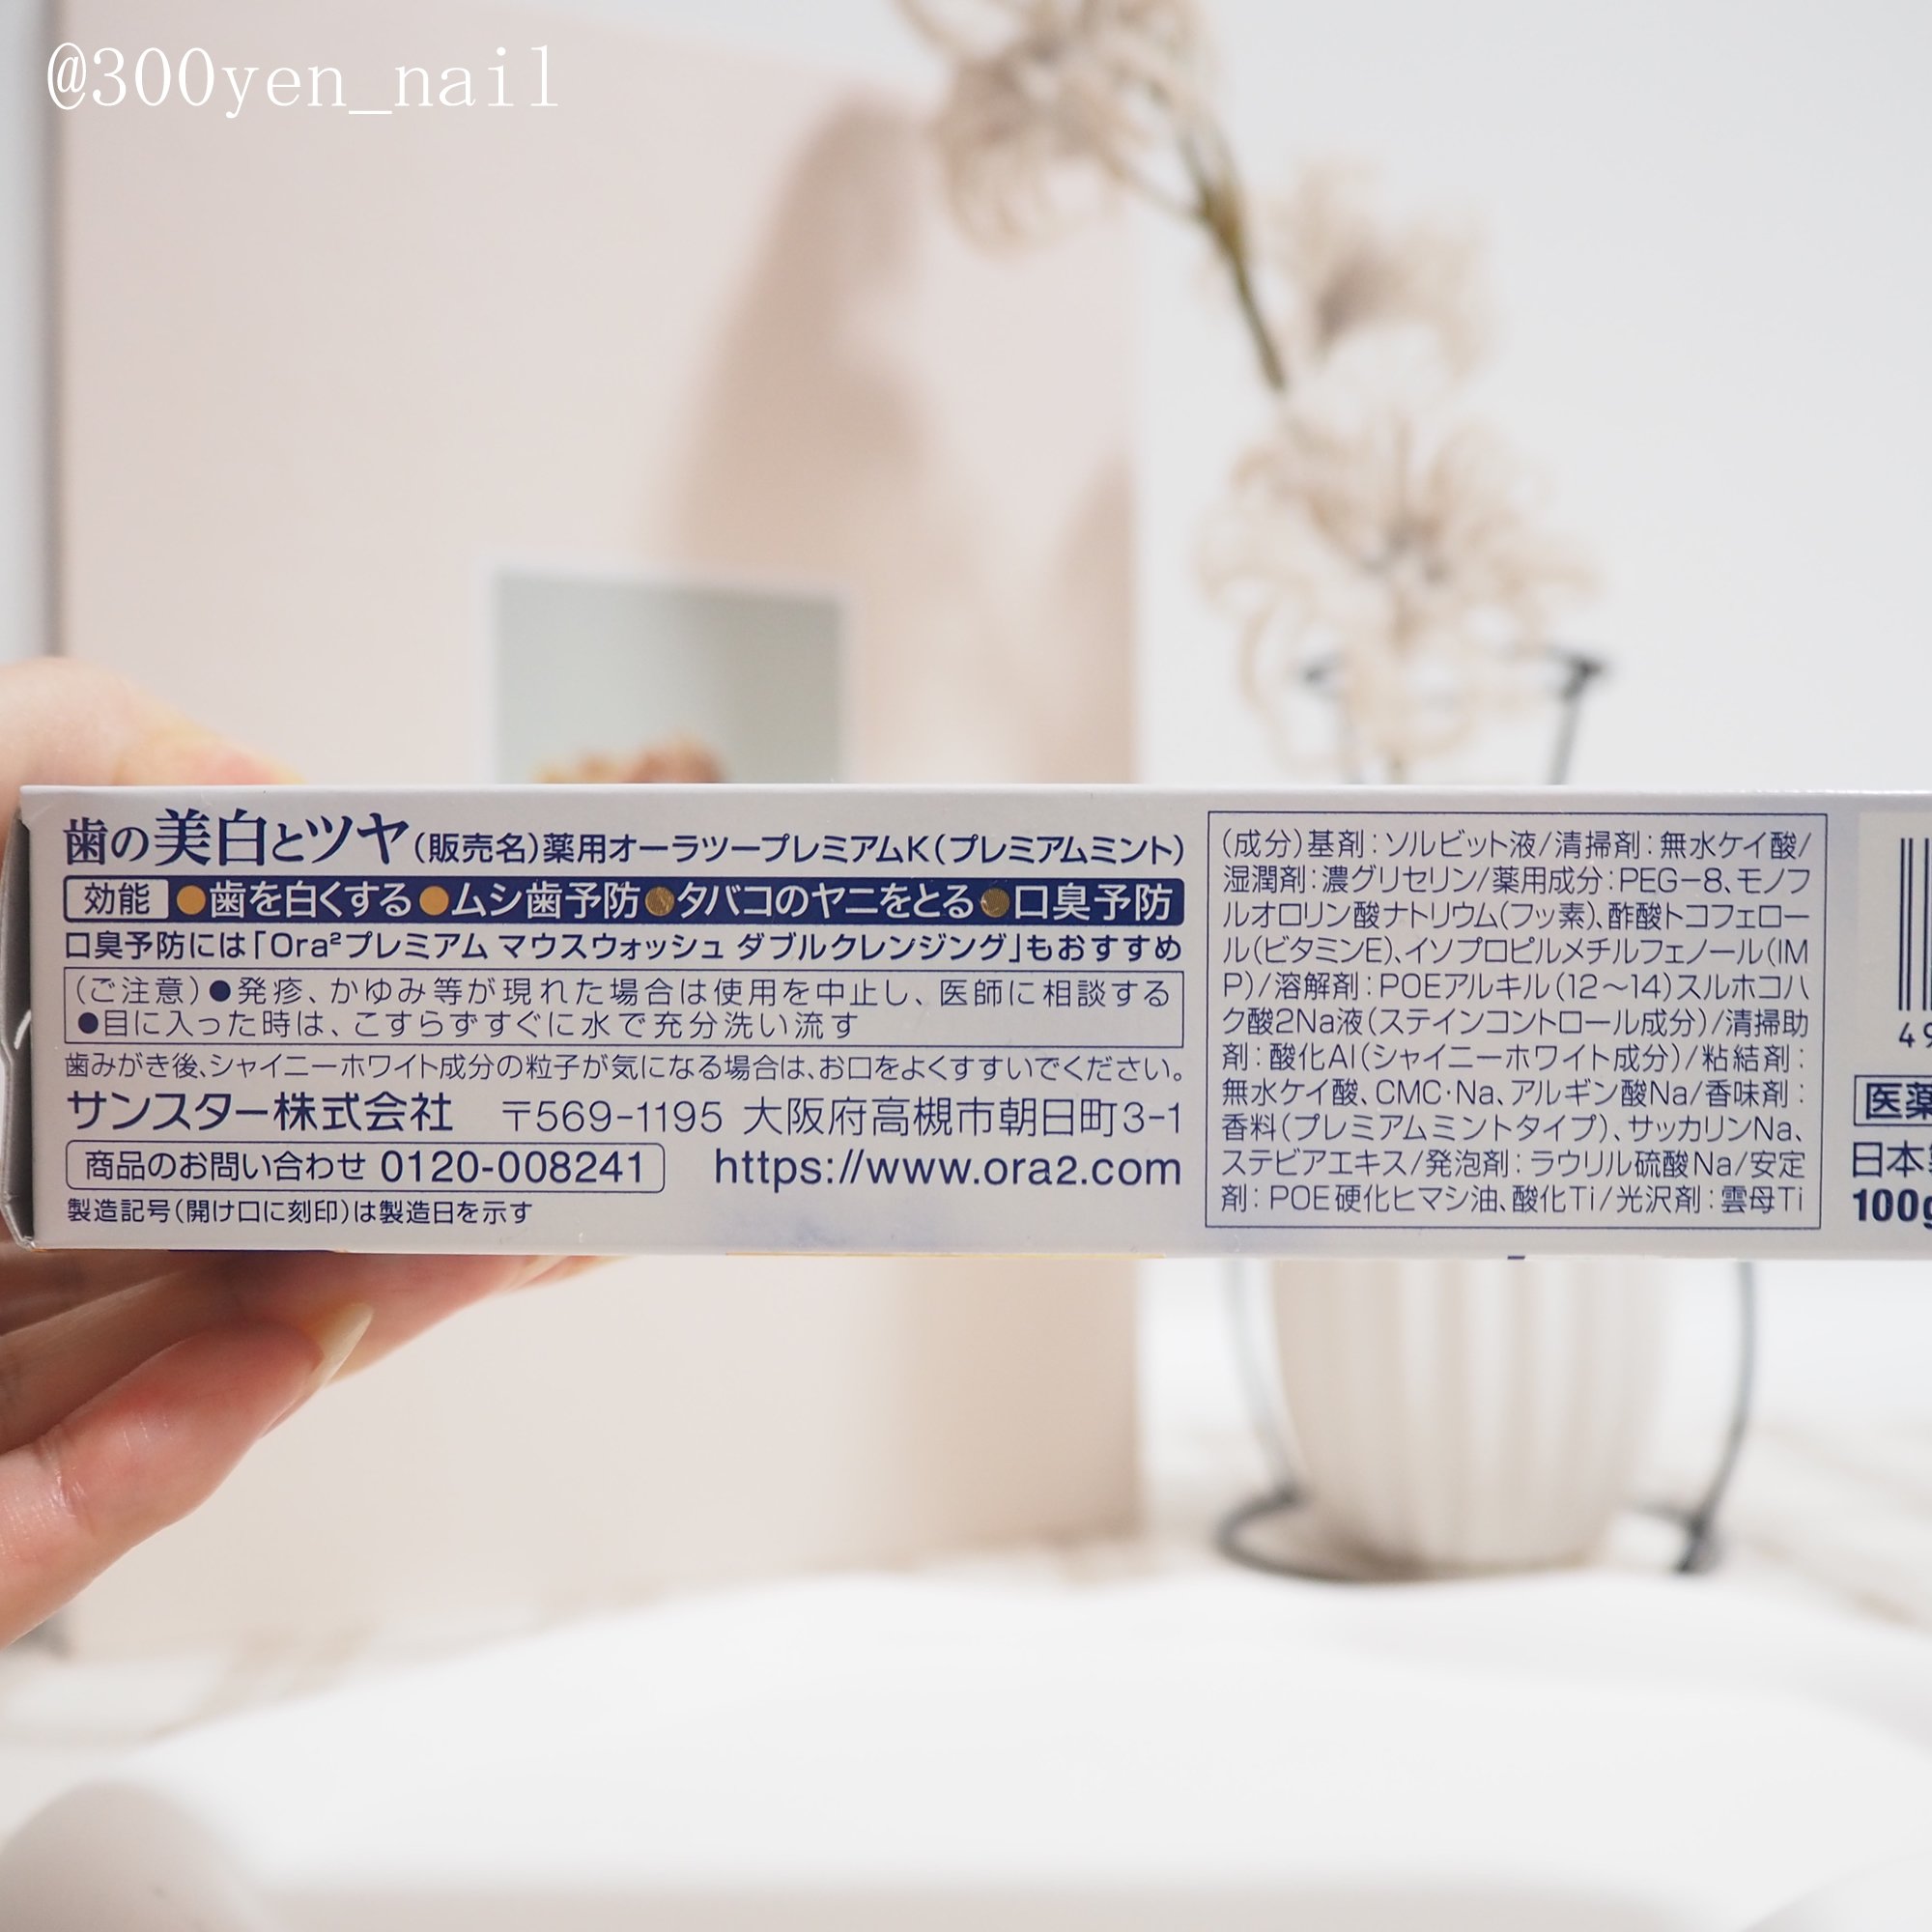 @300yen_nail
歯の美白とツヤ(販売名)薬用オーラツープレミアムK(プレミアムミント)
効能 ●歯を白くする●ムシ歯予防●タバコのヤニをとる●口臭予防
口臭予防には「Ora²プレミアム マウスウォッシュ ダブルクレンジング」もおすすめ
(ご注意)●発疹、かゆみ等が現れた場合は使用を中止し、医師に相談する
●目に入った時は、こすらずすぐに水で充分洗い流す
歯みがき後、シャイニーホワイト成分の粒子が気になる場合は、お口をよくすすいでください。
サンスター株式会社 〒569-1195 大阪府高槻市朝日町3-1
商品のお問い合わせ 0120-008241 https://www.ora2.com
製造記号(開け口に刻印)は製造日を示す
(成分)基剤:ソルビット液/清掃剤:無水ケイ酸/
湿潤剤:濃グリセリン/薬用成分:PEG-8、モノフ
ルオロリン酸ナトリウム(フッ素)、酢酸トコフェロー
ル(ビタミンE)、イソプロピルメチルフェノール(IM
P)/溶解剤:POEアルキル(12〜14)スルホコハ
ク酸2Na液(ステインコントロール成分)/清掃助
剤:酸化Al(シャイニーホワイト成分)/粘結剤:
無水ケイ酸、CMC·Na、アルギン酸Na/香味剤:
香料(プレミアムミントタイプ)、サッカリンNa、
ステビアエキス/発泡剤:ラウリル硫酸Na/安定
剤:POE硬化ヒマシ油、酸化Ti/光沢剤:雲母Ti
49
医薬
日本
100g